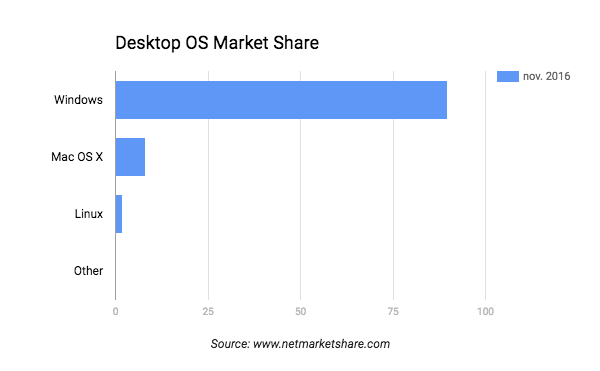 Desktop OS Market Share
nov. 2016
Windows
Mac OS X
Linux
Other
0 25 50 75 100
Source: www.netmarketshare.com